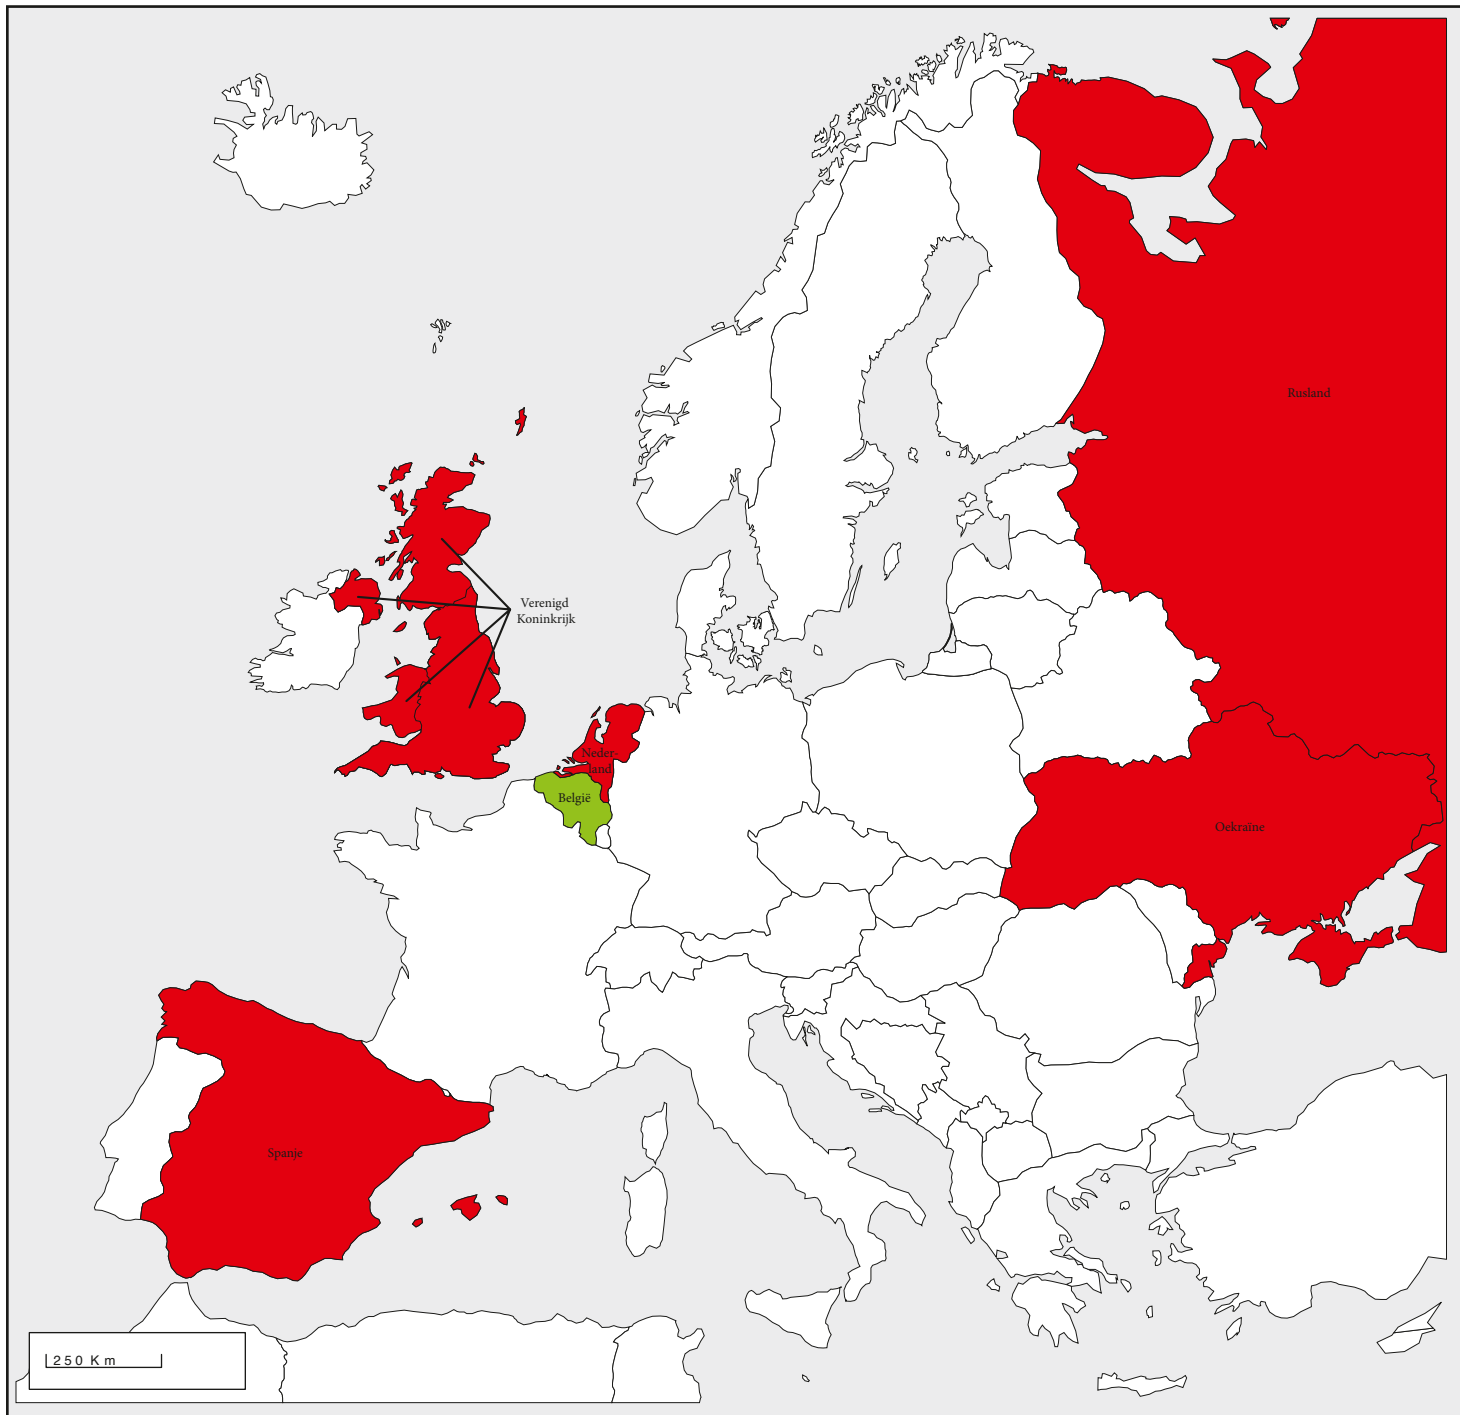 Rusland
Verenigd
Koninkrijk
Neder-
land
België
Oekraïne
Spanje
250 Km